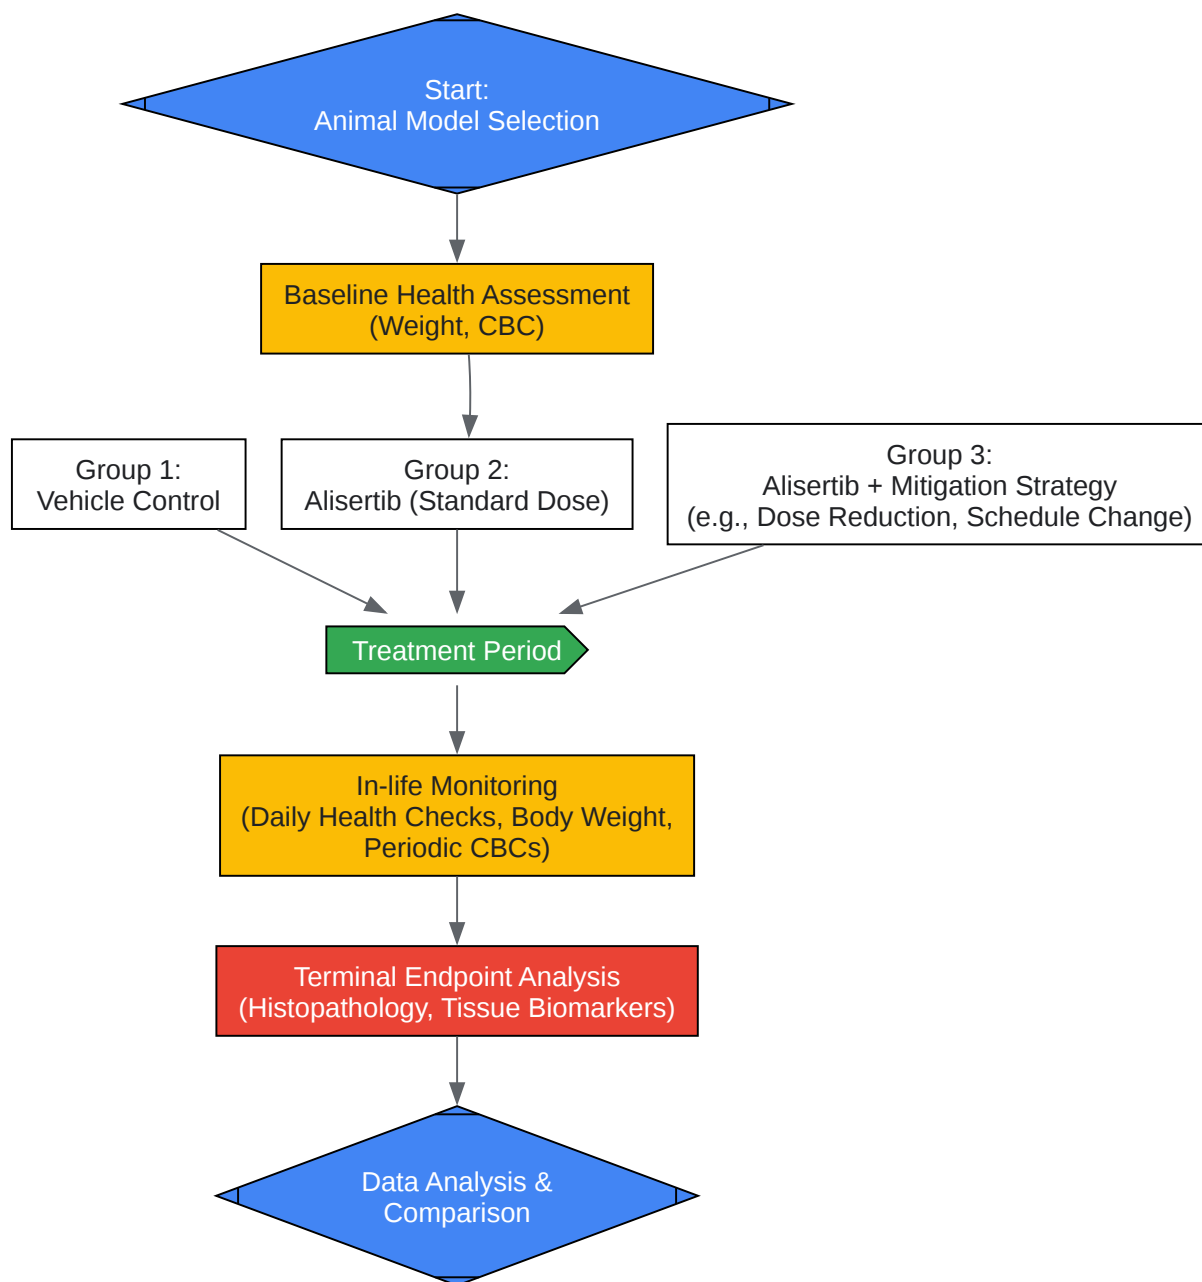 Start:
Animal Model Selection
Baseline Health Assessment
(Weight, CBC)
Group 1:
Vehicle Control
Group 2:
Alisertib (Standard Dose)
Group 3:
Alisertib + Mitigation Strategy
(e.g., Dose Reduction, Schedule Change)
Treatment Period
In-life Monitoring
(Daily Health Checks, Body Weight,
Periodic CBCs)
Terminal Endpoint Analysis
(Histopathology, Tissue Biomarkers)
Data Analysis &
Comparison